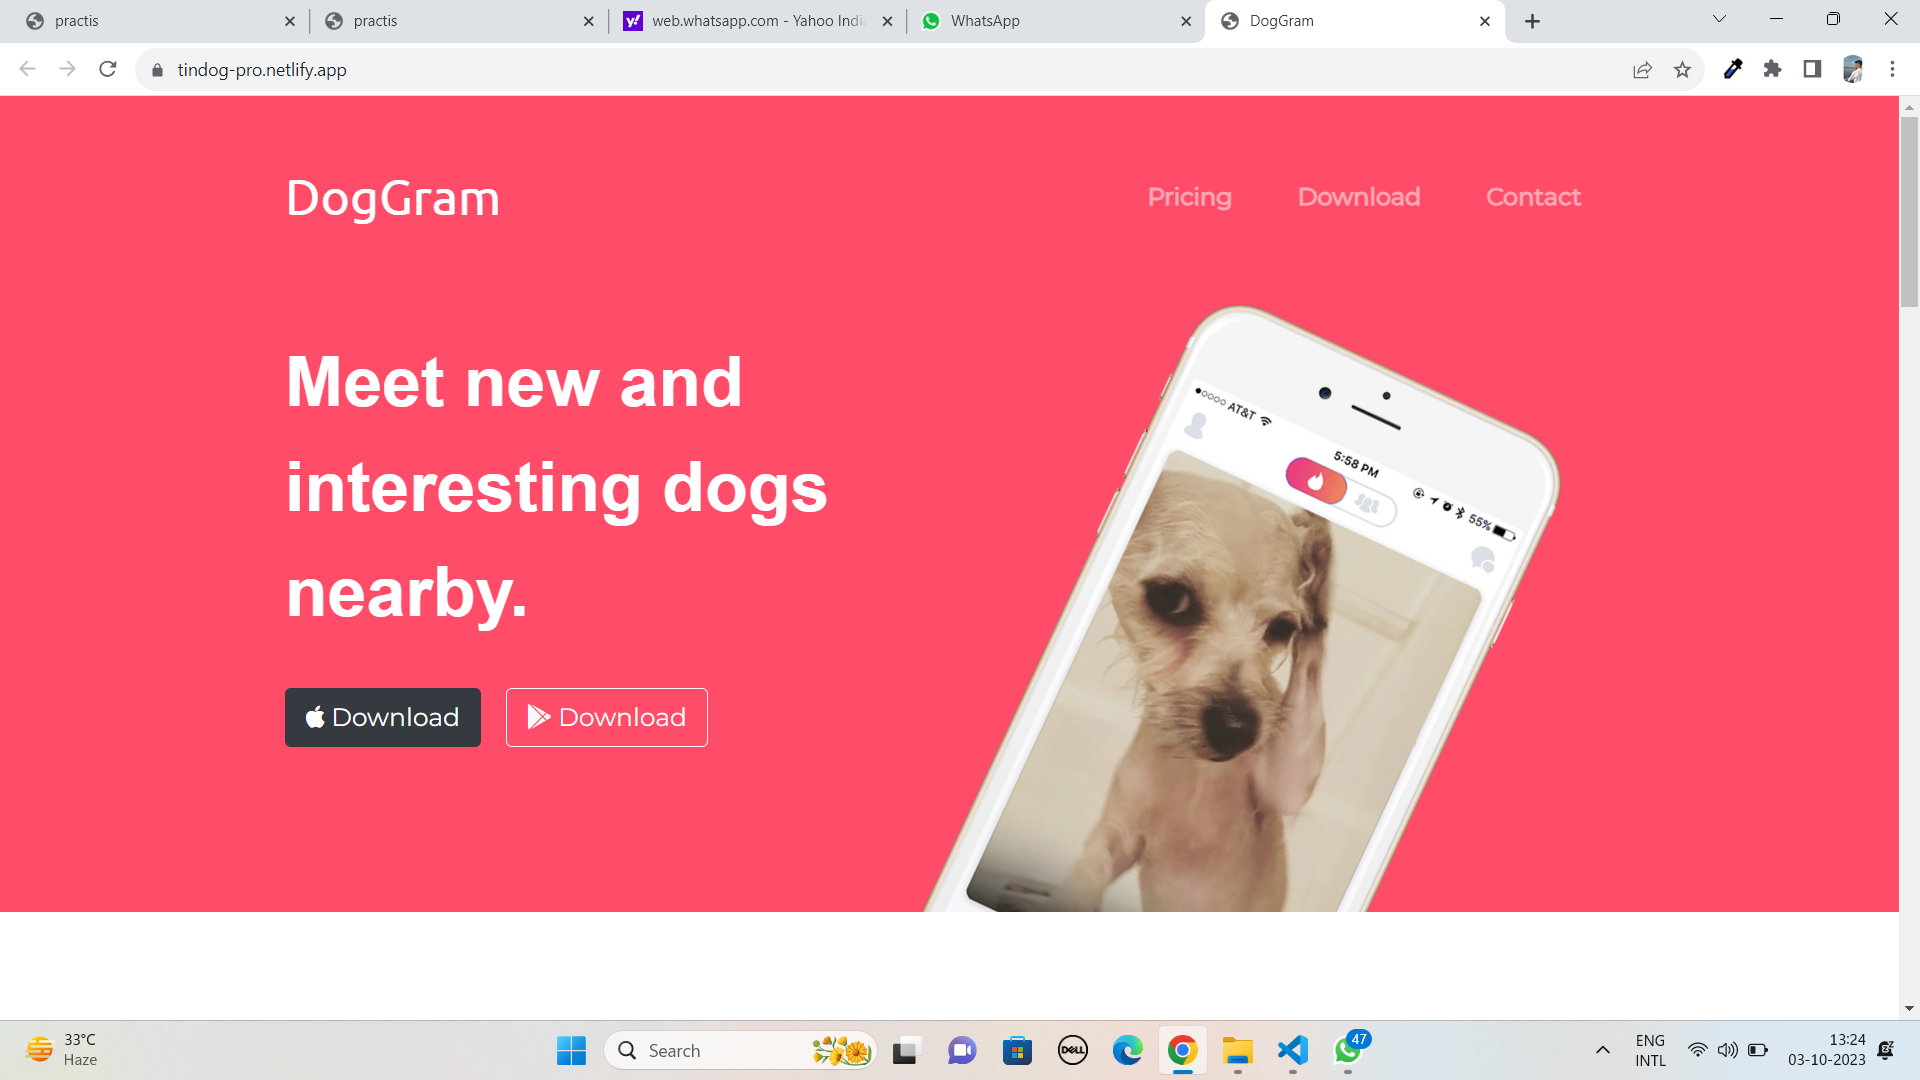 practis
practis
web.whatsapp.com - Yahoo Indi
WhatsApp
DogGram
tindog-pro.netlify.app
DogGram
Pricing
Download
Contact
Meet new and
interesting dogs
nearby.
Download
Download
AT&T
5:58 PM
55%
33°C
Haze
Search
DELL
47
ENG
INTL
13:24
03-10-2023